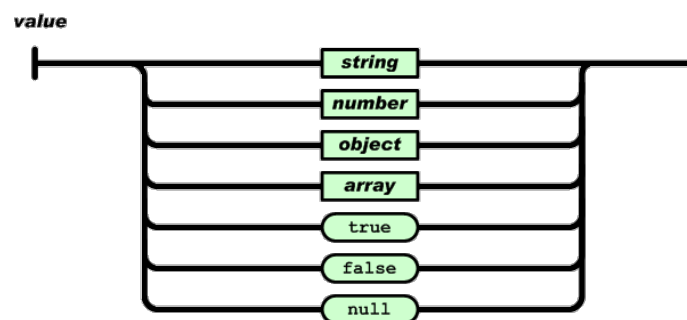 value
string
number
object
array
true
false
null